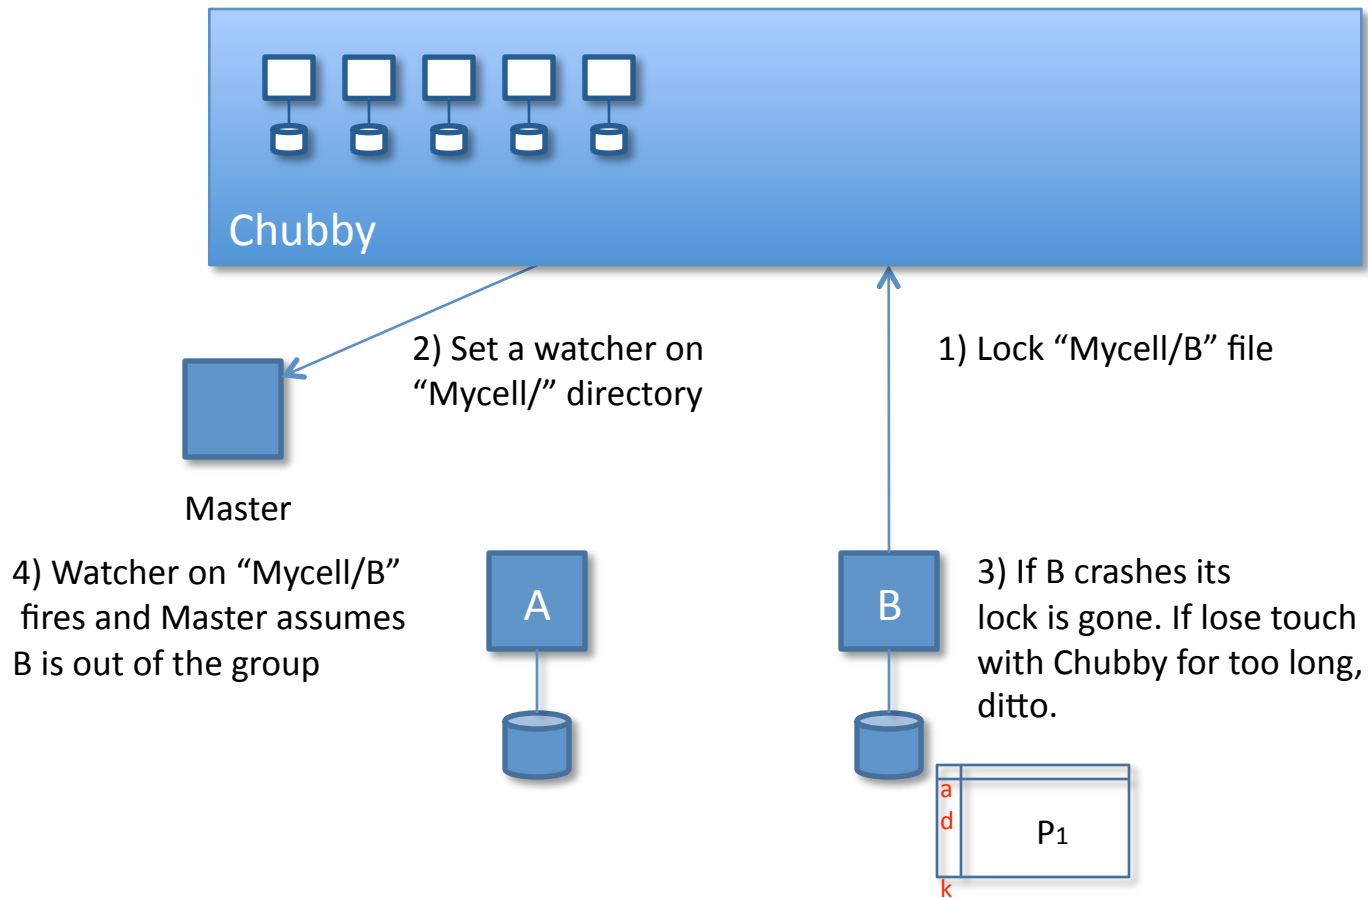 Chubby
2) Set a watcher on
“Mycell/” directory
1) Lock “Mycell/B” file
Master
4) Watcher on “Mycell/B”
fires and Master assumes
B is out of the group
A
B
3) If B crashes its
lock is gone. If lose touch
with Chubby for too long,
ditto.
a
d
k
P1